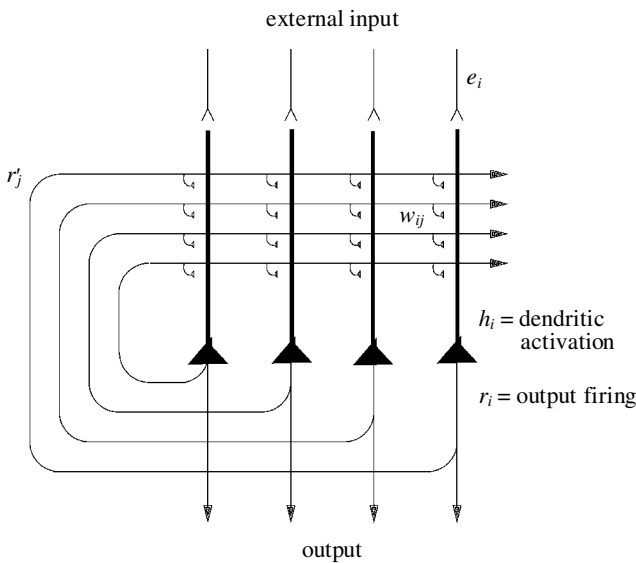 external input
e_i
r'_j
w_ij
h_i = dendritic
activation
r_i = output firing
output